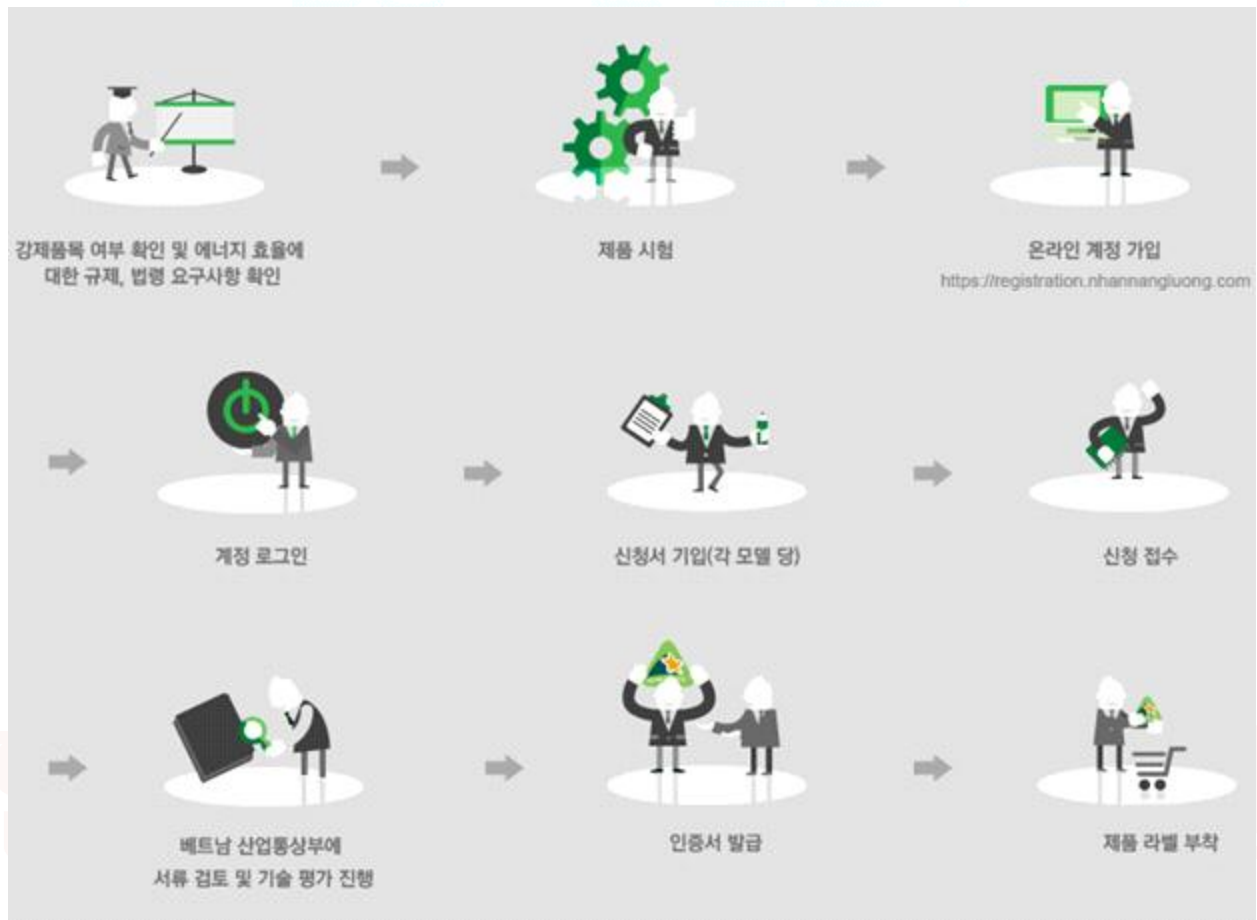 강제품목 여부 확인 및 에너지 효율에
대한 규제, 법령 요구사항 확인
제품 시험
온라인 계정 가입
https://registration.nhannangluong.com
계정 로그인
신청서 기입(각 모델 당)
신청 접수
베트남 산업통상부에
서류 검토 및 기술 평가 진행
인증서 발급
제품 라벨 부착